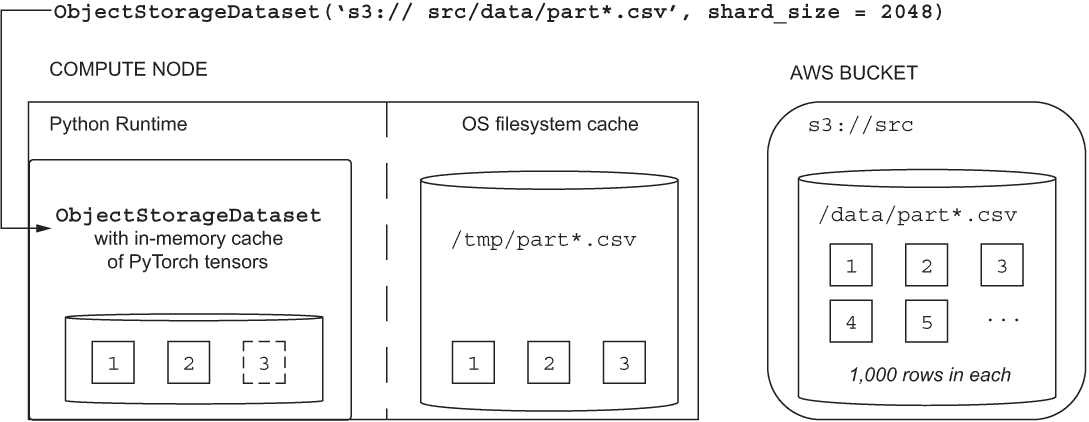 ObjectStorageDataset(‘s3:// src/data/part*.csv’, shard_size = 2048)
COMPUTE NODE
AWS BUCKET
Python Runtime
OS filesystem cache
s3://src
ObjectStorageDataset
with in-memory cache
of PyTorch tensors
/tmp/part*.csv
/data/part*.csv
1 2 3
4 5 ...
1 2 3
1 2 3
1,000 rows in each